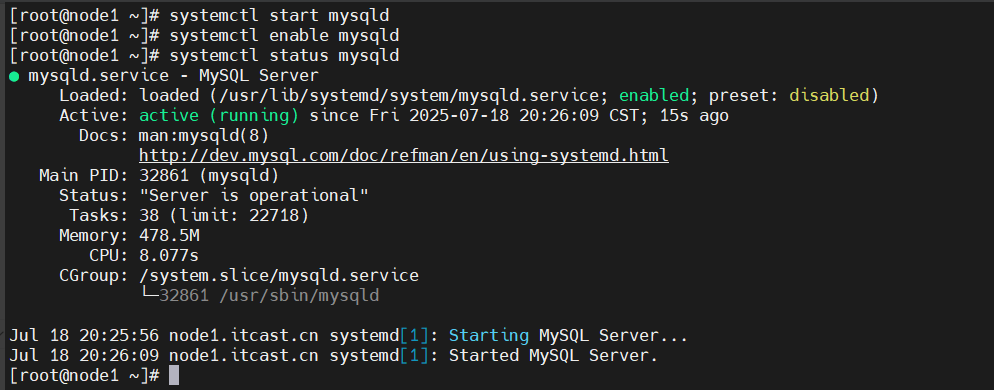 [root@node1 ~]# systemctl start mysqld
[root@node1 ~]# systemctl enable mysqld
[root@node1 ~]# systemctl status mysqld
● mysqld.service - MySQL Server
     Loaded: loaded (/usr/lib/systemd/system/mysqld.service; enabled; preset: disabled)
     Active: active (running) since Fri 2025-07-18 20:26:09 CST; 15s ago
       Docs: man:mysqld(8)
             http://dev.mysql.com/doc/refman/en/using-systemd.html
   Main PID: 32861 (mysqld)
     Status: "Server is operational"
      Tasks: 38 (limit: 22718)
     Memory: 478.5M
        CPU: 8.077s
     CGroup: /system.slice/mysqld.service
             └─32861 /usr/sbin/mysqld

Jul 18 20:25:56 node1.itcast.cn systemd[1]: Starting MySQL Server...
Jul 18 20:26:09 node1.itcast.cn systemd[1]: Started MySQL Server.
[root@node1 ~]#